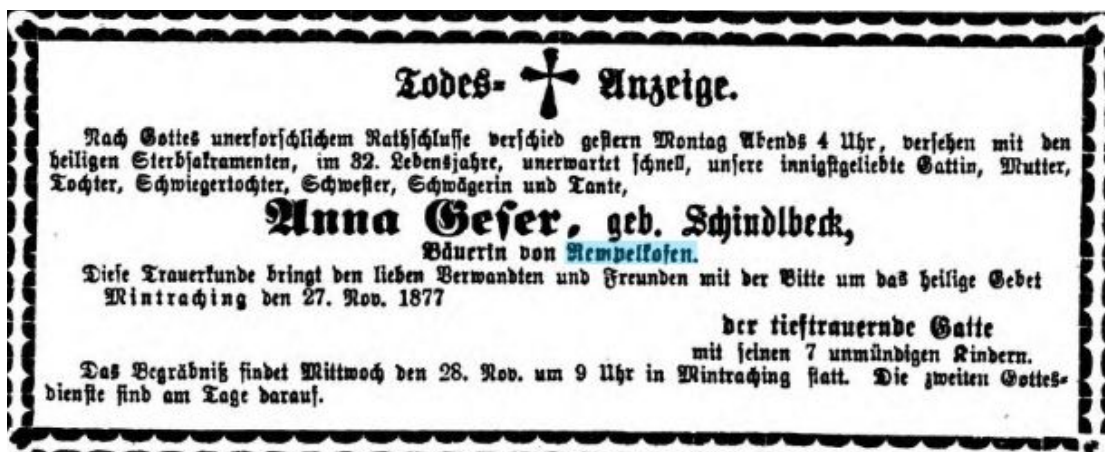 Todes- Anzeige.
Nach Gottes unerforschlichem Rathschlusse verschied gestern Montag Abends 4 Uhr, versehen mit den
heiligen Sterbsakramenten, im 32. Lebensjahre, unerwartet schnell, unsere innigstgeliebte Gattin, Mutter,
Tochter, Schwiegertochter, Schwester, Schwägerin und Tante,
Anna Geser, geb. Schindlbeck,
Bäuerin von Rempelkofen.
Diese Trauerkunde bringt den lieben Verwandten und Freunden mit der Bitte um das heilige Gebet
Mintraching den 27. Nov. 1877
der tieftrauernde Gatte
mit seinen 7 unmündigen Kindern.
Das Begräbniß findet Mittwoch den 28. Nov. um 9 Uhr in Mintraching statt. Die zweiten Gottes-
dienste sind am Tage darauf.